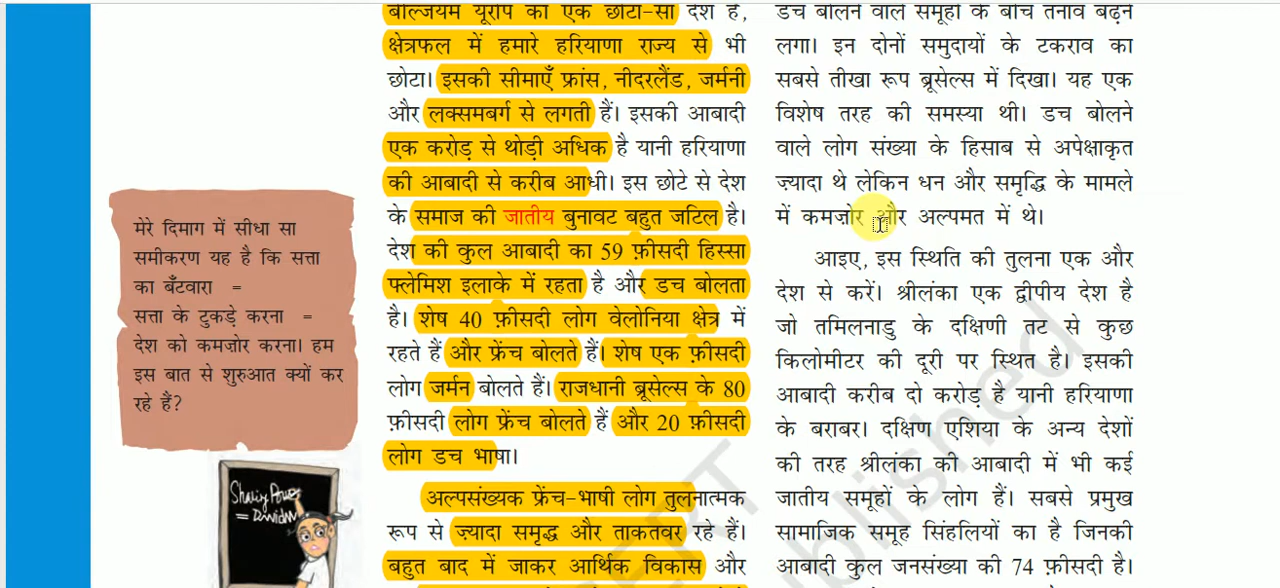 मेरे दिमाग में सीधा सा
समीकरण यह है कि सत्ता
का बँटवारा =
सत्ता के टुकड़े करना =
देश को कमज़ोर करना। हम
इस बात से शुरुआत क्यों कर
रहे हैं?
Sharing Power
= Dividing
बेल्जियम यूरोप का एक छोटा-सा देश है,
क्षेत्रफल में हमारे हरियाणा राज्य से भी
छोटा। इसकी सीमाएँ फ्रांस, नीदरलैंड, जर्मनी
और लक्समबर्ग से लगती हैं। इसकी आबादी
एक करोड़ से थोड़ी अधिक है यानी हरियाणा
की आबादी से करीब आधी। इस छोटे से देश
के समाज की जातीय बुनावट बहुत जटिल है।
देश की कुल आबादी का 59 फ़ीसदी हिस्सा
फ्लेमिश इलाके में रहता है और डच बोलता
है। शेष 40 फ़ीसदी लोग वेलोनिया क्षेत्र में
रहते हैं और फ्रेंच बोलते हैं। शेष एक फ़ीसदी
लोग जर्मन बोलते हैं। राजधानी ब्रूसेल्स के 80
फ़ीसदी लोग फ्रेंच बोलते हैं और 20 फ़ीसदी
लोग डच भाषा।
अल्पसंख्यक फ्रेंच-भाषी लोग तुलनात्मक
रूप से ज्यादा समृद्ध और ताकतवर रहे हैं।
बहुत बाद में जाकर आर्थिक विकास और
डच बोलने वाले समूहों के बीच तनाव बढ़ने
लगा। इन दोनों समुदायों के टकराव का
सबसे तीखा रूप ब्रूसेल्स में दिखा। यह एक
विशेष तरह की समस्या थी। डच बोलने
वाले लोग संख्या के हिसाब से अपेक्षाकृत
ज्यादा थे लेकिन धन और समृद्धि के मामले
में कमज़ोर और अल्पमत में थे।
आइए, इस स्थिति की तुलना एक और
देश से करें। श्रीलंका एक द्वीपीय देश है
जो तमिलनाडु के दक्षिणी तट से कुछ
किलोमीटर की दूरी पर स्थित है। इसकी
आबादी करीब दो करोड़ है यानी हरियाणा
के बराबर। दक्षिण एशिया के अन्य देशों
की तरह श्रीलंका की आबादी में भी कई
जातीय समूहों के लोग हैं। सबसे प्रमुख
सामाजिक समूह सिंहलियों का है जिनकी
आबादी कुल जनसंख्या की 74 फ़ीसदी है।